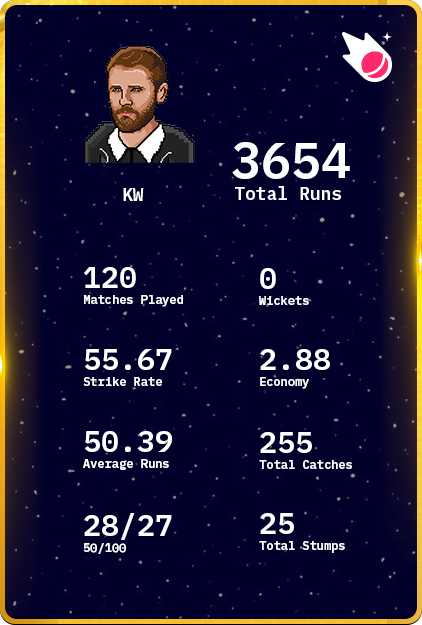 KW
3654
Total Runs
120
Matches Played
0
Wickets
55.67
Strike Rate
2.88
Economy
50.39
Average Runs
255
Total Catches
28/27
50/100
25
Total Stumps